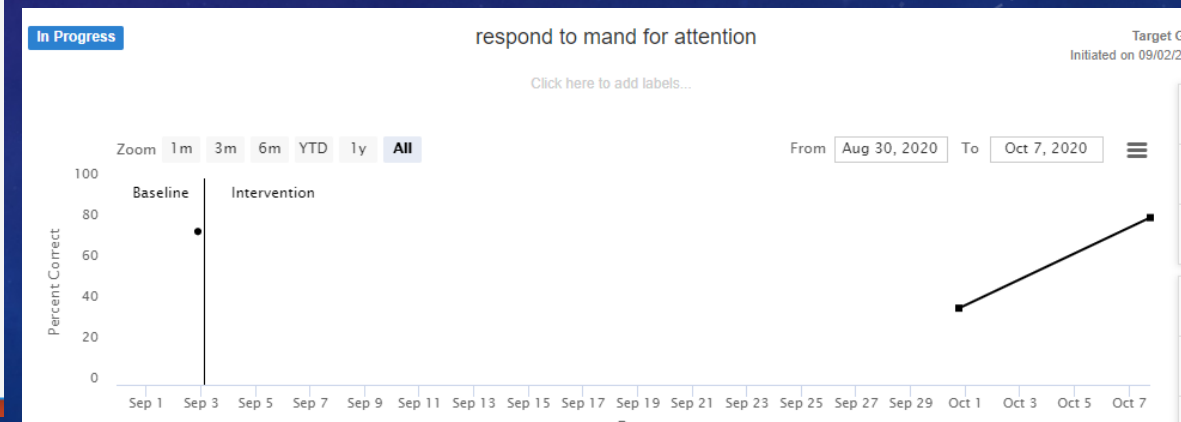 In Progress
respond to mand for attention
Target
Initiated on 09/02/2
Click here to add labels...
Zoom 1m 3m 6m YTD 1y All
From Aug 30, 2020 To Oct 7, 2020
100
Baseline Intervention
80
60
40
20
0
Percent Correct
Sep 1 Sep 3 Sep 5 Sep 7 Sep 9 Sep 11 Sep 13 Sep 15 Sep 17 Sep 19 Sep 21 Sep 23 Sep 25 Sep 27 Sep 29 Oct 1 Oct 3 Oct 5 Oct 7